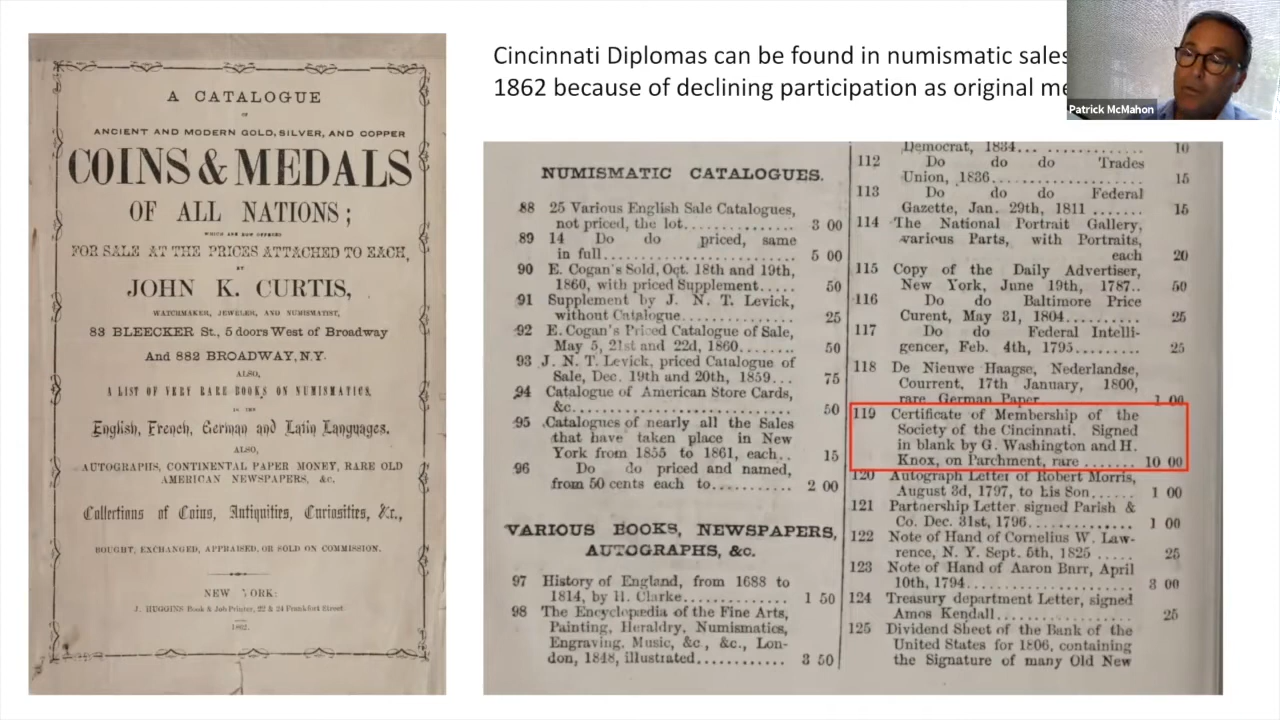 Cincinnati Diplomas can be found in numismatic sales
1862 because of declining participation as original me
Patrick McMahon
A CATALOGUE
OF
ANCIENT AND MODERN GOLD, SILVER, AND COPPER
COINS & MEDALS
OF ALL NATIONS;
WHICH ARE NOW OFFERED
FOR SALE AT THE PRICES ATTACHED TO EACH,
BY
JOHN K. CURTIS,
WATCHMAKER, JEWELER, AND NUMISMATIST,
83 BLEECKER St., 5 doors West of Broadway
And 882 BROADWAY, N.Y.
ALSO,
A LIST OF VERY RARE BOOKS ON NUMISMATICS,
IN THE
English, French, German and Latin Languages.
ALSO,
AUTOGRAPHS, CONTINENTAL PAPER MONEY, RARE OLD
AMERICAN NEWSPAPERS, &c,
Collections of Coins, Antiquities, Curiosities, &c.,
BOUGHT, EXCHANGED, APPRAISED, OR SOLD ON COMMISSION.
NEW YORK:
J. HUGGINS Book & Job Printer, 22 & 24 Frankfort Street.
1862.
NUMISMATIC CATALOGUES.
88 25 Various English Sale Catalogues,
not priced, the lot.............. 3 00
89 14 Do do priced, same
in full......................... 5 00
90 E. Cogan's Sold, Oct. 18th and 19th,
1860, with priced Supplement..... 50
91 Supplement by J. N. T. Levick,
without Catalogue............... 25
92 E. Cogan's Priced Catalogue of Sale,
May 5, 21st and 22d, 1860........ 50
93 J. N. T. Levick, priced Catalogue of
Sale, Dec. 19th and 20th, 1859... 75
94 Catalogue of American Store Cards,
&c............................ 50
95 Catalogues of nearly all the Sales
that have taken place in New
York from 1855 to 1861, each.. 15
96 Do do priced and named,
from 50 cents each to........... 2 00
VARIOUS BOOKS, NEWSPAPERS,
AUTOGRAPHS, &c.
97 History of England, from 1688 to
1814, by H. Clarke............. 1 50
98 The Encyclopædia of the Fine Arts,
Painting, Heraldry, Numismatics,
Engraving, Music, &c., &c., Lon-
don, 1848, illustrated............ 3 50
Democrat, 1834... 10
112 Do do do Trades
Union, 1836.................. 15
113 Do do do Federal
Gazette, Jan. 29th, 1811 ....... 15
114 The National Portrait Gallery,
various Parts, with Portraits,
each 20
115 Copy of the Daily Advertiser,
New York, June 19th, 1787.. 50
116 Do do Baltimore Price
Curent, May 31, 1804.......... 25
117 Do do Federal Intelli-
gencer, Feb. 4th, 1795......... 25
118 De Nieuwe Haagse, Nederlandse,
Courrent, 17th January, 1800,
rare German Paper 1 00
119 Certificate of Membership of the
Society of the Cincinnati. Signed
in blank by G. Washington and H.
Knox, on Parchment, rare ....... 10 00
120 Autograph Letter of Robert Morris,
August 3d, 1797, to his Son...... 1 00
121 Partnership Letter signed Parish &
Co. Dec. 31st, 1796............. 1 00
122 Note of Hand of Cornelius W. Law-
rence, N. Y. Sept. 5th, 1825 ..... 25
123 Note of Hand of Aaron Burr, April
10th, 1794..................... 3 00
124 Treasury department Letter, signed
Amos Kendall................. 25
125 Dividend Sheet of the Bank of the
United States for 1806, containing
the Signature of many Old New